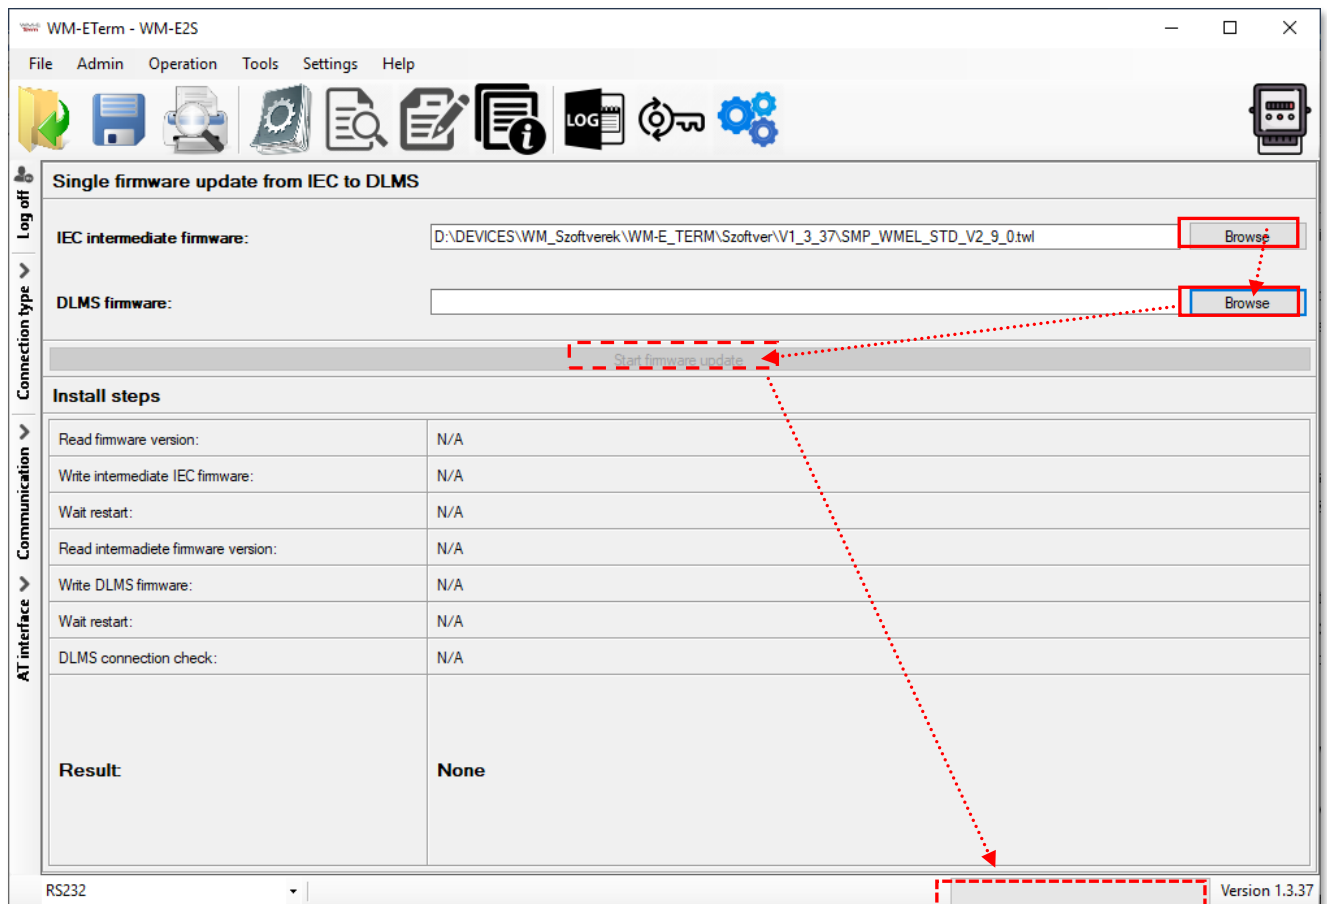 WM-ETerm - WM-E2S
File Admin Operation Tools Settings Help
LOG
Log off
Connection type
Communication
AT interface
Single firmware update from IEC to DLMS
IEC intermediate firmware: D:\DEVICES\WM_Szoftverek\WM-E_TERM\Szoftver\V1_3_37\SMP_WMEL_STD_V2_9_0.twl Browse
DLMS firmware: Browse
Start firmware update
Install steps
Read firmware version: N/A
Write intermediate IEC firmware: N/A
Wait restart: N/A
Read intermadiete firmware version: N/A
Write DLMS firmware: N/A
Wait restart: N/A
DLMS connection check: N/A
Result: None
RS232 Version 1.3.37